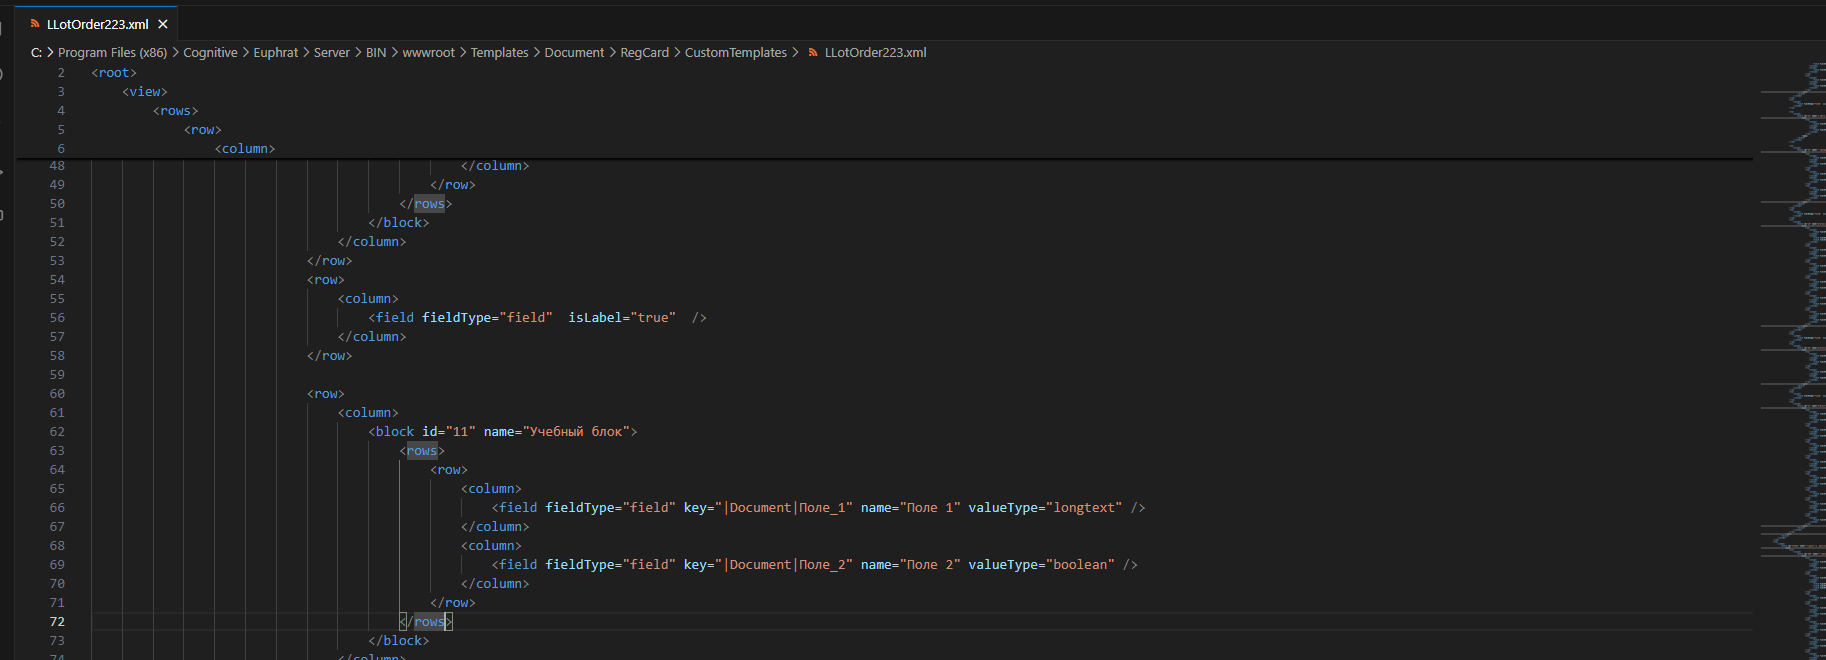 LLotOrder223.xml
C: > Program Files (x86) > Cognitive > Euphrat > Server > BIN > wwwroot > Templates > Document > RegCard > CustomTemplates > LLotOrder223.xml
2 <root>
3 <view>
4 <rows>
5 <row>
6 <column>
48 </column>
49 </row>
50 </rows>
51 </block>
52 </column>
53 </row>
54 <row>
55 <column>
56 <field fieldType="field"  isLabel="true"  />
57 </column>
58 </row>
59
60 <row>
61 <column>
62 <block id="11" name="Учебный блок">
63 <rows>
64 <row>
65 <column>
66 <field fieldType="field" key="|Document|Поле_1" name="Поле 1" valueType="longtext" />
67 </column>
68 <column>
69 <field fieldType="field" key="|Document|Поле_2" name="Поле 2" valueType="boolean" />
70 </column>
71 </row>
72 </rows>
73 </block>
74 </column>